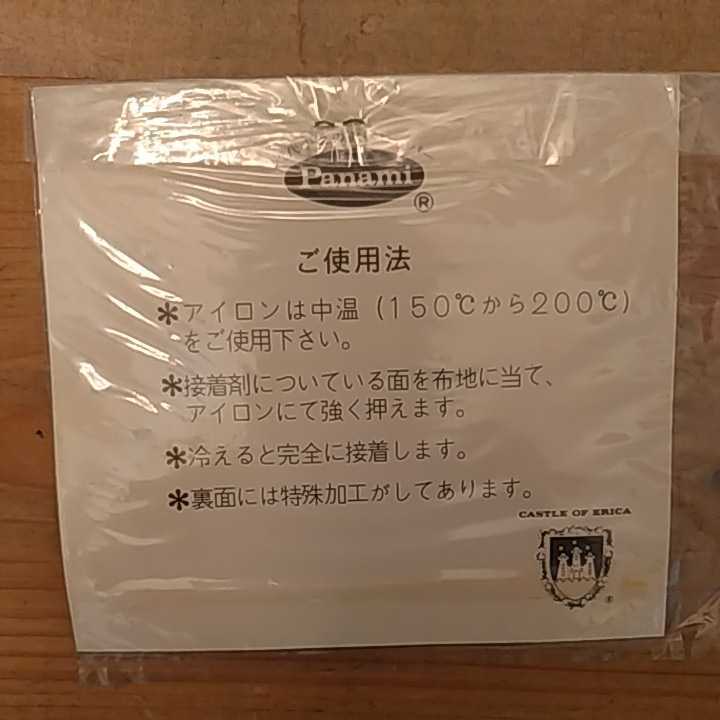 Panami
®
ご使用法
＊アイロンは中温（１５０℃から２００℃）
をご使用下さい。
＊接着剤についている面を布地に当て、
アイロンにて強く押えます。
＊冷えると完全に接着します。
＊裏面には特殊加工がしてあります。
CASTLE OF ERICA
®